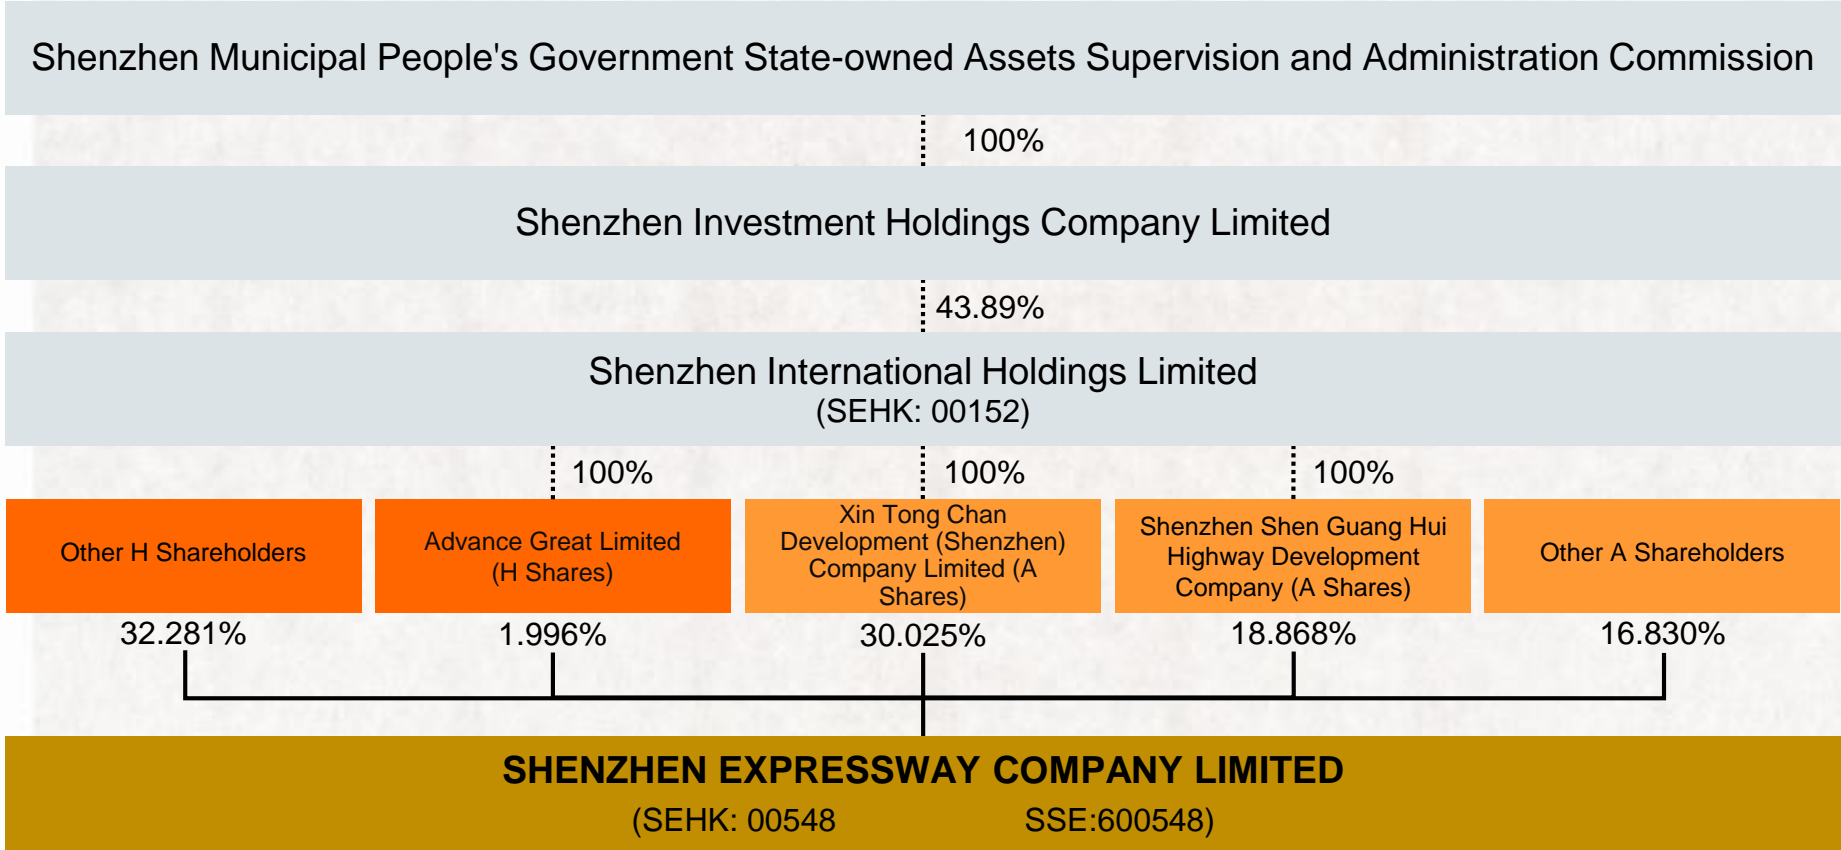 Shenzhen Municipal People's Government State-owned Assets Supervision and Administration Commission
100%
Shenzhen Investment Holdings Company Limited
43.89%
Shenzhen International Holdings Limited
(SEHK: 00152)
100%
100%
100%
Other H Shareholders
Advance Great Limited
(H Shares)
Xin Tong Chan
Development (Shenzhen)
Company Limited (A
Shares)
Shenzhen Shen Guang Hui
Highway Development
Company (A Shares)
Other A Shareholders
32.281%
1.996%
30.025%
18.868%
16.830%
SHENZHEN EXPRESSWAY COMPANY LIMITED
(SEHK: 00548 SSE:600548)